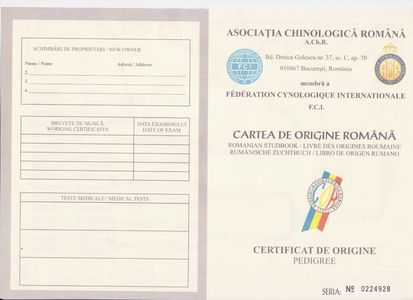 SCHIMBĂRI DE PROPRIETARI / NEW OWNER
Nume / Name Adresă / Address
1.
2.
3.
4.
BREVETE DE MUNCĂ
WORKING CERTIFICATES
DATA EXAMENULUI
DATE OF EXAM
TESTE MEDICALE / MEDICAL TESTS
ASOCIAȚIA CHINOLOGICĂ ROMÂNĂ
A.Ch.R.
Bd. Dinicu Golescu nr. 37, sc. C, ap. 70
010867 București, România
FCI
membră a
FÉDÉRATION CYNOLOGIQUE INTERNATIONALE
F.C.I.
CARTEA DE ORIGINE ROMÂNĂ
ROMANIAN STUDBOOK / LIVRE DES ORIGINES ROUMAINE
RUMÄNISCHE ZUCHTBUCH / LIBRO DE ORIGEN RUMANO
CERTIFICAT DE ORIGINE
PEDIGREE
SERIA: Nº 0224928